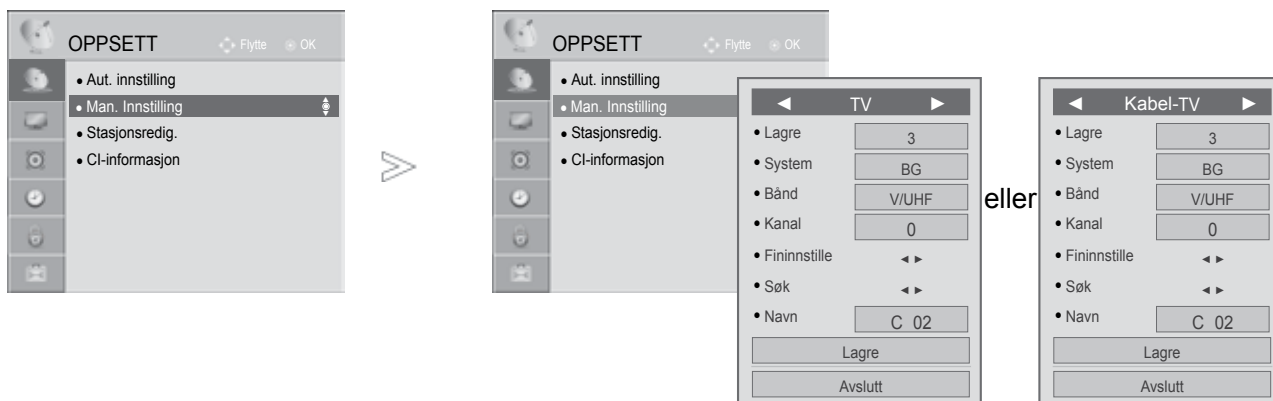 OPPSETT
Flytte OK
• Aut. innstilling
• Man. Innstilling
• Stasjonsredig.
• CI-informasjon
OPPSETT
Flytte OK
• Aut. innstilling
• Man. Innstilling
• Stasjonsredig.
• CI-informasjon
◄ TV ►
• Lagre 3
• System BG
• Bånd V/UHF
• Kanal 0
• Fininnstille ◄ ►
• Søk ◄ ►
• Navn C 02
Lagre
Avslutt
eller
◄ Kabel-TV ►
• Lagre 3
• System BG
• Bånd V/UHF
• Kanal 0
• Fininnstille ◄ ►
• Søk ◄ ►
• Navn C 02
Lagre
Avslutt